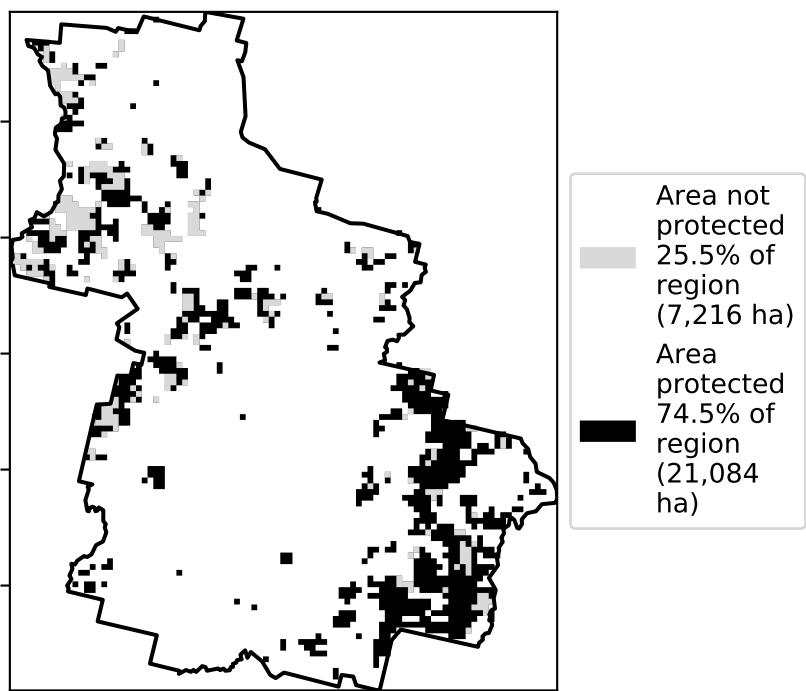 Area not
protected
25.5% of
region
(7,216 ha)
Area
protected
74.5% of
region
(21,084
ha)